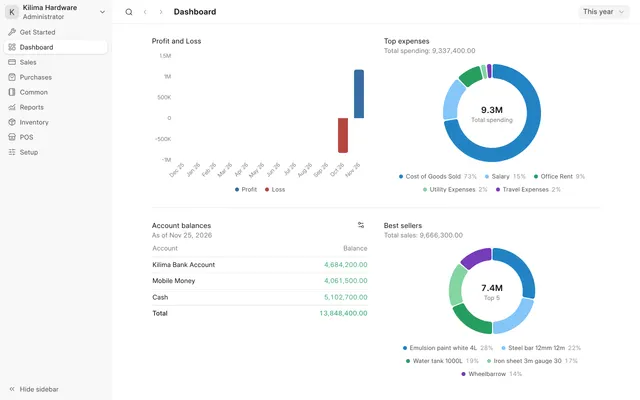 K
Kilima Hardware
Administrator
Get Started
Dashboard
Sales
Purchases
Common
Reports
Inventory
POS
Setup
Hide sidebar
Dashboard
This year
Profit and Loss
1.5M
1M
500K
0
-500K
-1M
Dec 25
Jan 26
Feb 26
Mar 26
Apr 26
May 26
Jun 26
Jul 26
Aug 26
Sep 26
Oct 26
Nov 26
Profit
Loss
Top expenses
Total spending: 9,337,400.00
9.3M
Total spending
Cost of Goods Sold 73%
Salary 15%
Office Rent 9%
Utility Expenses 2%
Travel Expenses 2%
Account balances
As of Nov 25, 2026
Account Balance
Kilima Bank Account 4,684,200.00
Mobile Money 4,061,500.00
Cash 5,102,700.00
Total 13,848,400.00
Best sellers
Total sales: 9,666,300.00
7.4M
Top 5
Emulsion paint white 4L 28%
Steel bar 12mm 12m 22%
Water tank 1000L 19%
Iron sheet 3m gauge 30 17%
Wheelbarrow 14%